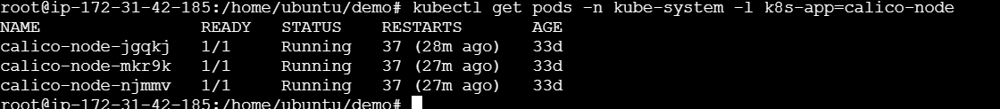 root@ip-172-31-42-185:/home/ubuntu/demo# kubectl get pods -n kube-system -l k8s-app=calico-node
NAME READY STATUS RESTARTS AGE
calico-node-jgqkj 1/1 Running 37 (28m ago) 33d
calico-node-mkr9k 1/1 Running 37 (27m ago) 33d
calico-node-njmmv 1/1 Running 37 (27m ago) 33d
root@ip-172-31-42-185:/home/ubuntu/demo#